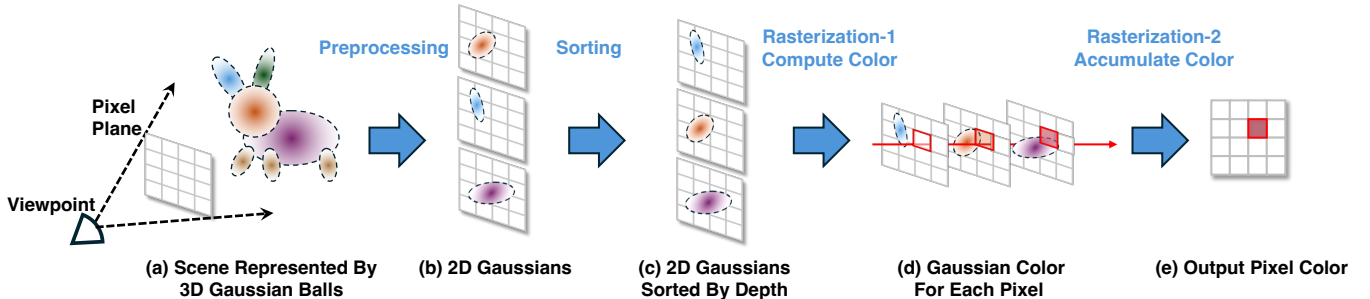 Preprocessing
Sorting
Rasterization-1
Compute Color
Rasterization-2
Accumulate Color
Pixel
Plane
Viewpoint
(a) Scene Represented By
3D Gaussian Balls
(b) 2D Gaussians
(c) 2D Gaussians
Sorted By Depth
(d) Gaussian Color
For Each Pixel
(e) Output Pixel Color